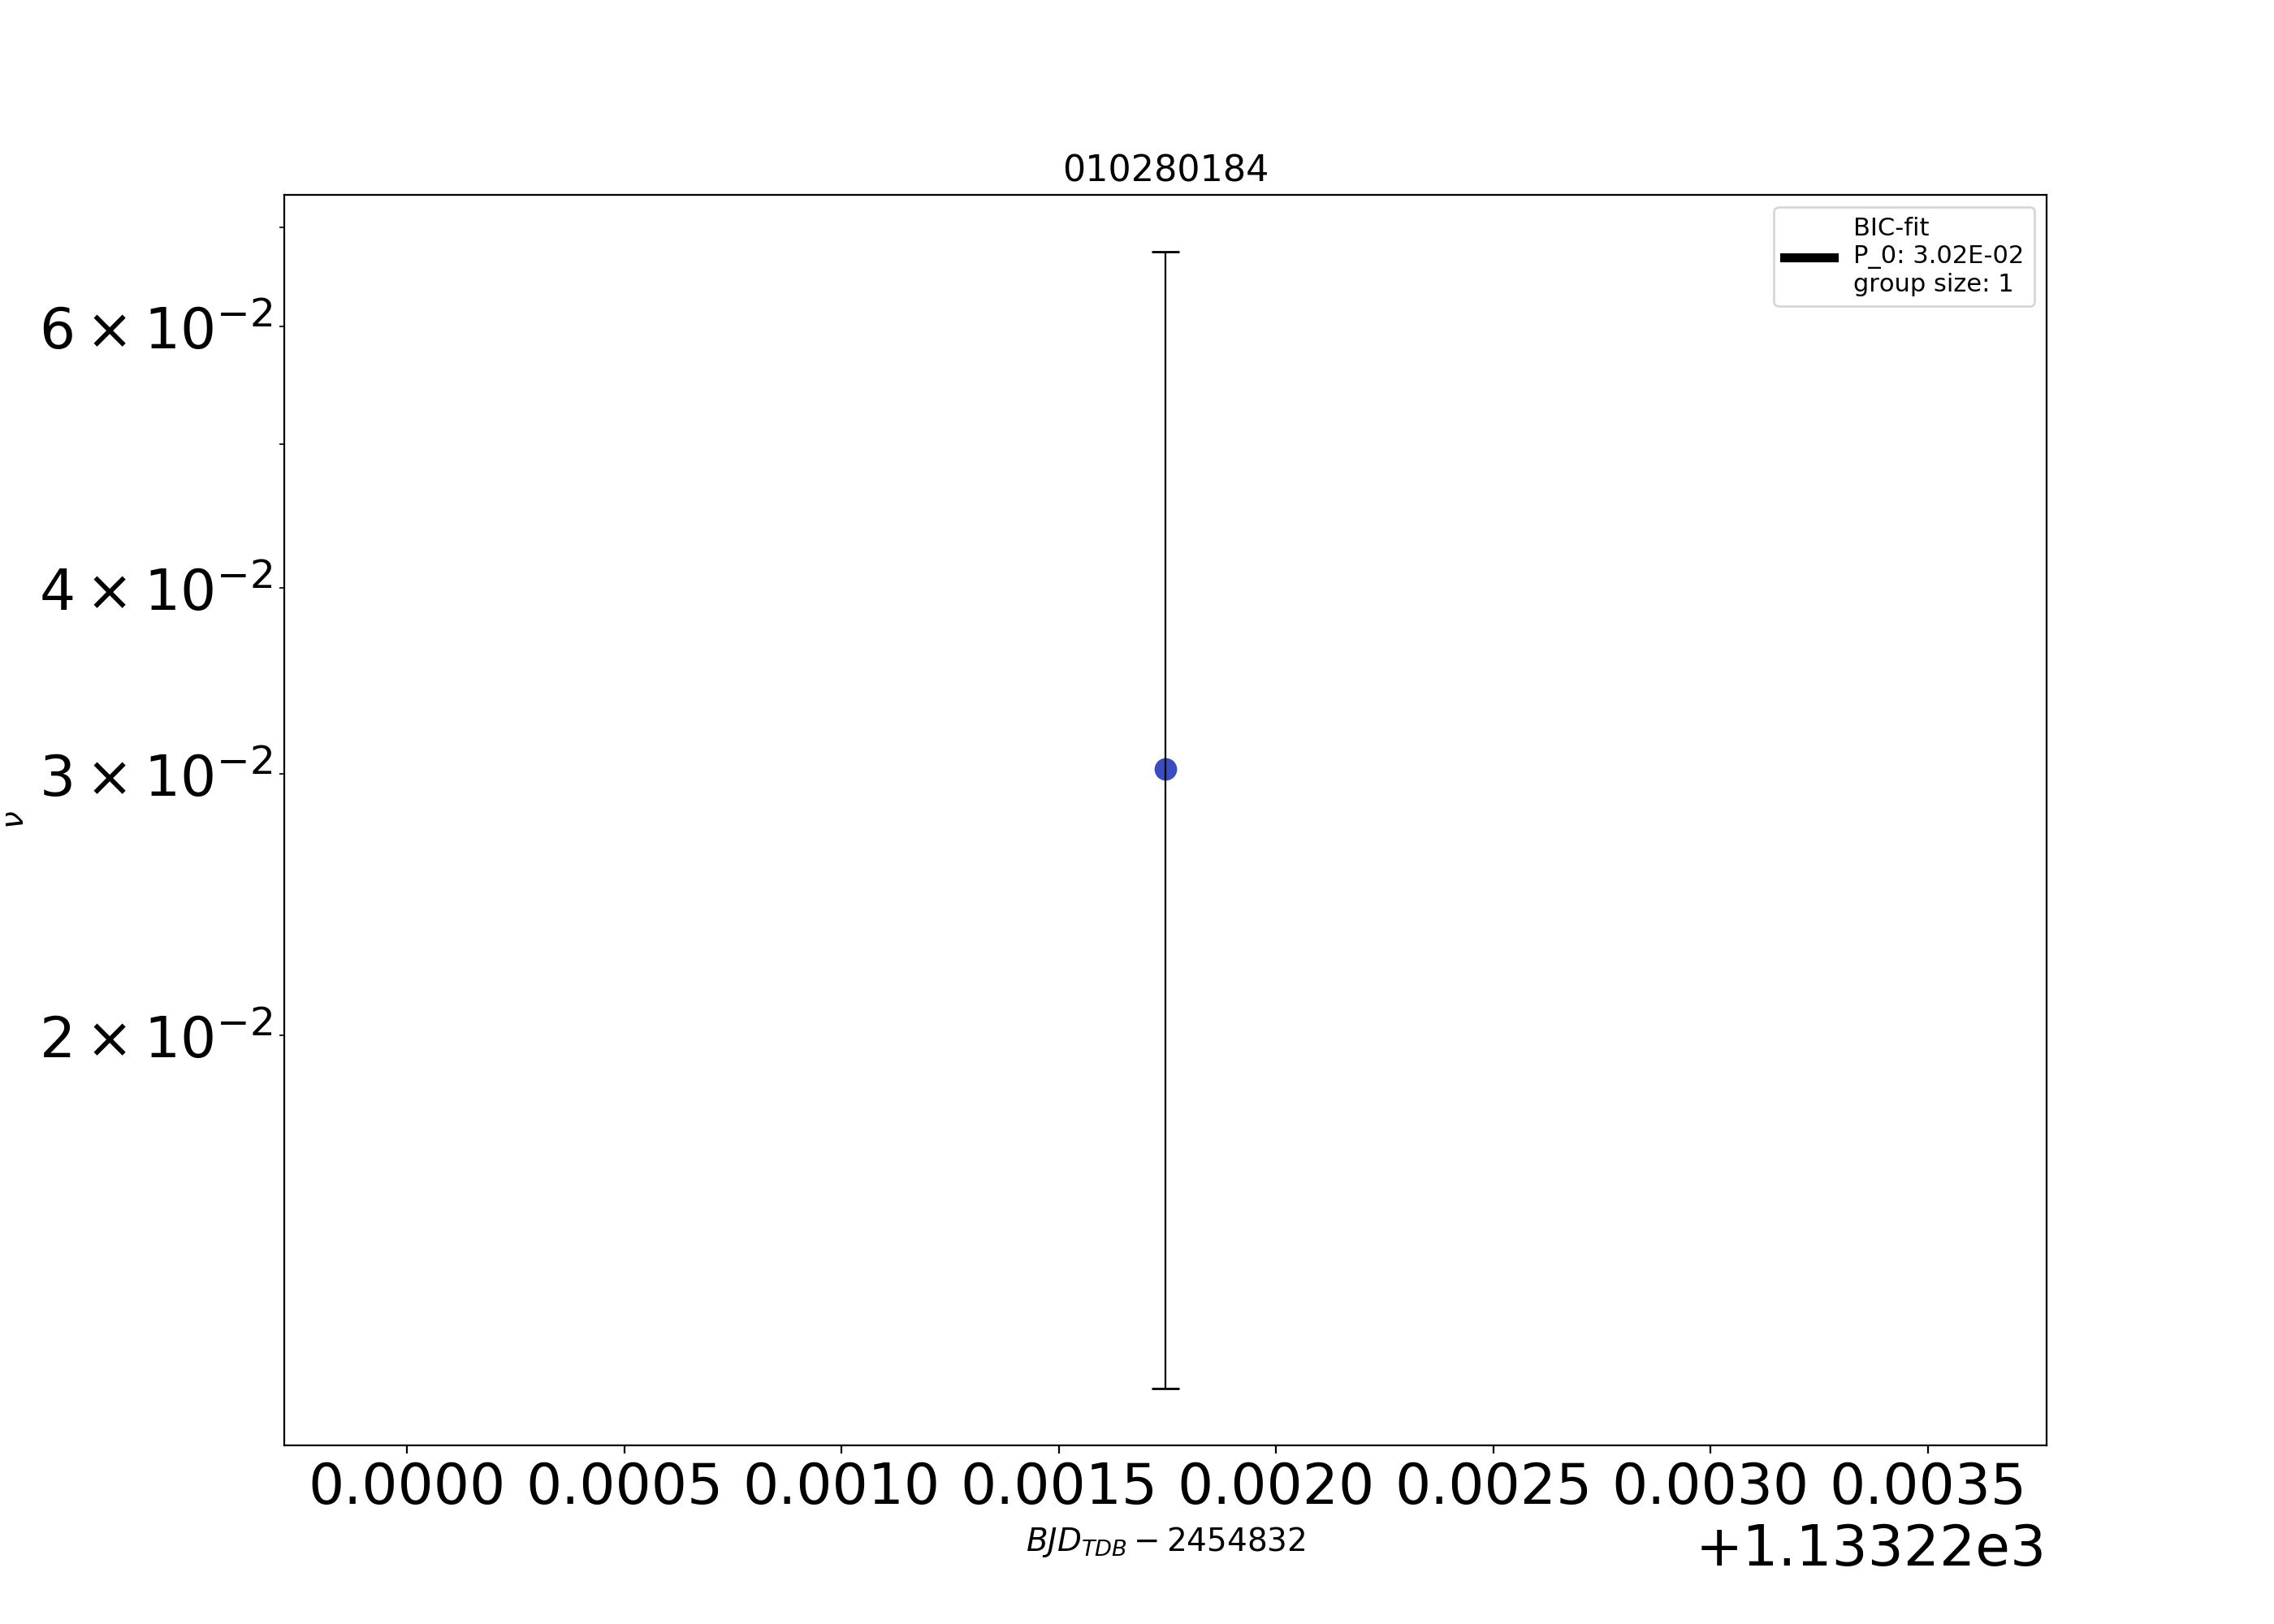 010280184
BIC-fit
P_0: 3.02E-02
group size: 1
6 × 10⁻²
4 × 10⁻²
3 × 10⁻²
2 × 10⁻²
ν
0.0000 0.0005 0.0010 0.0015 0.0020 0.0025 0.0030 0.0035
BJD_TDB − 2454832
+1.13322e3